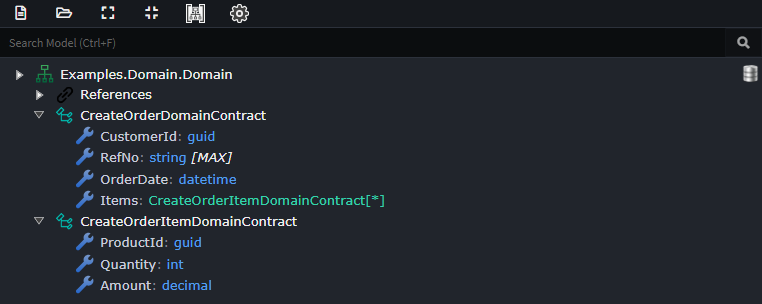 Search Model (Ctrl+F)
Examples.Domain.Domain
References
CreateOrderDomainContract
CustomerId: guid
RefNo: string [MAX]
OrderDate: datetime
Items: CreateOrderItemDomainContract[*]
CreateOrderItemDomainContract
ProductId: guid
Quantity: int
Amount: decimal